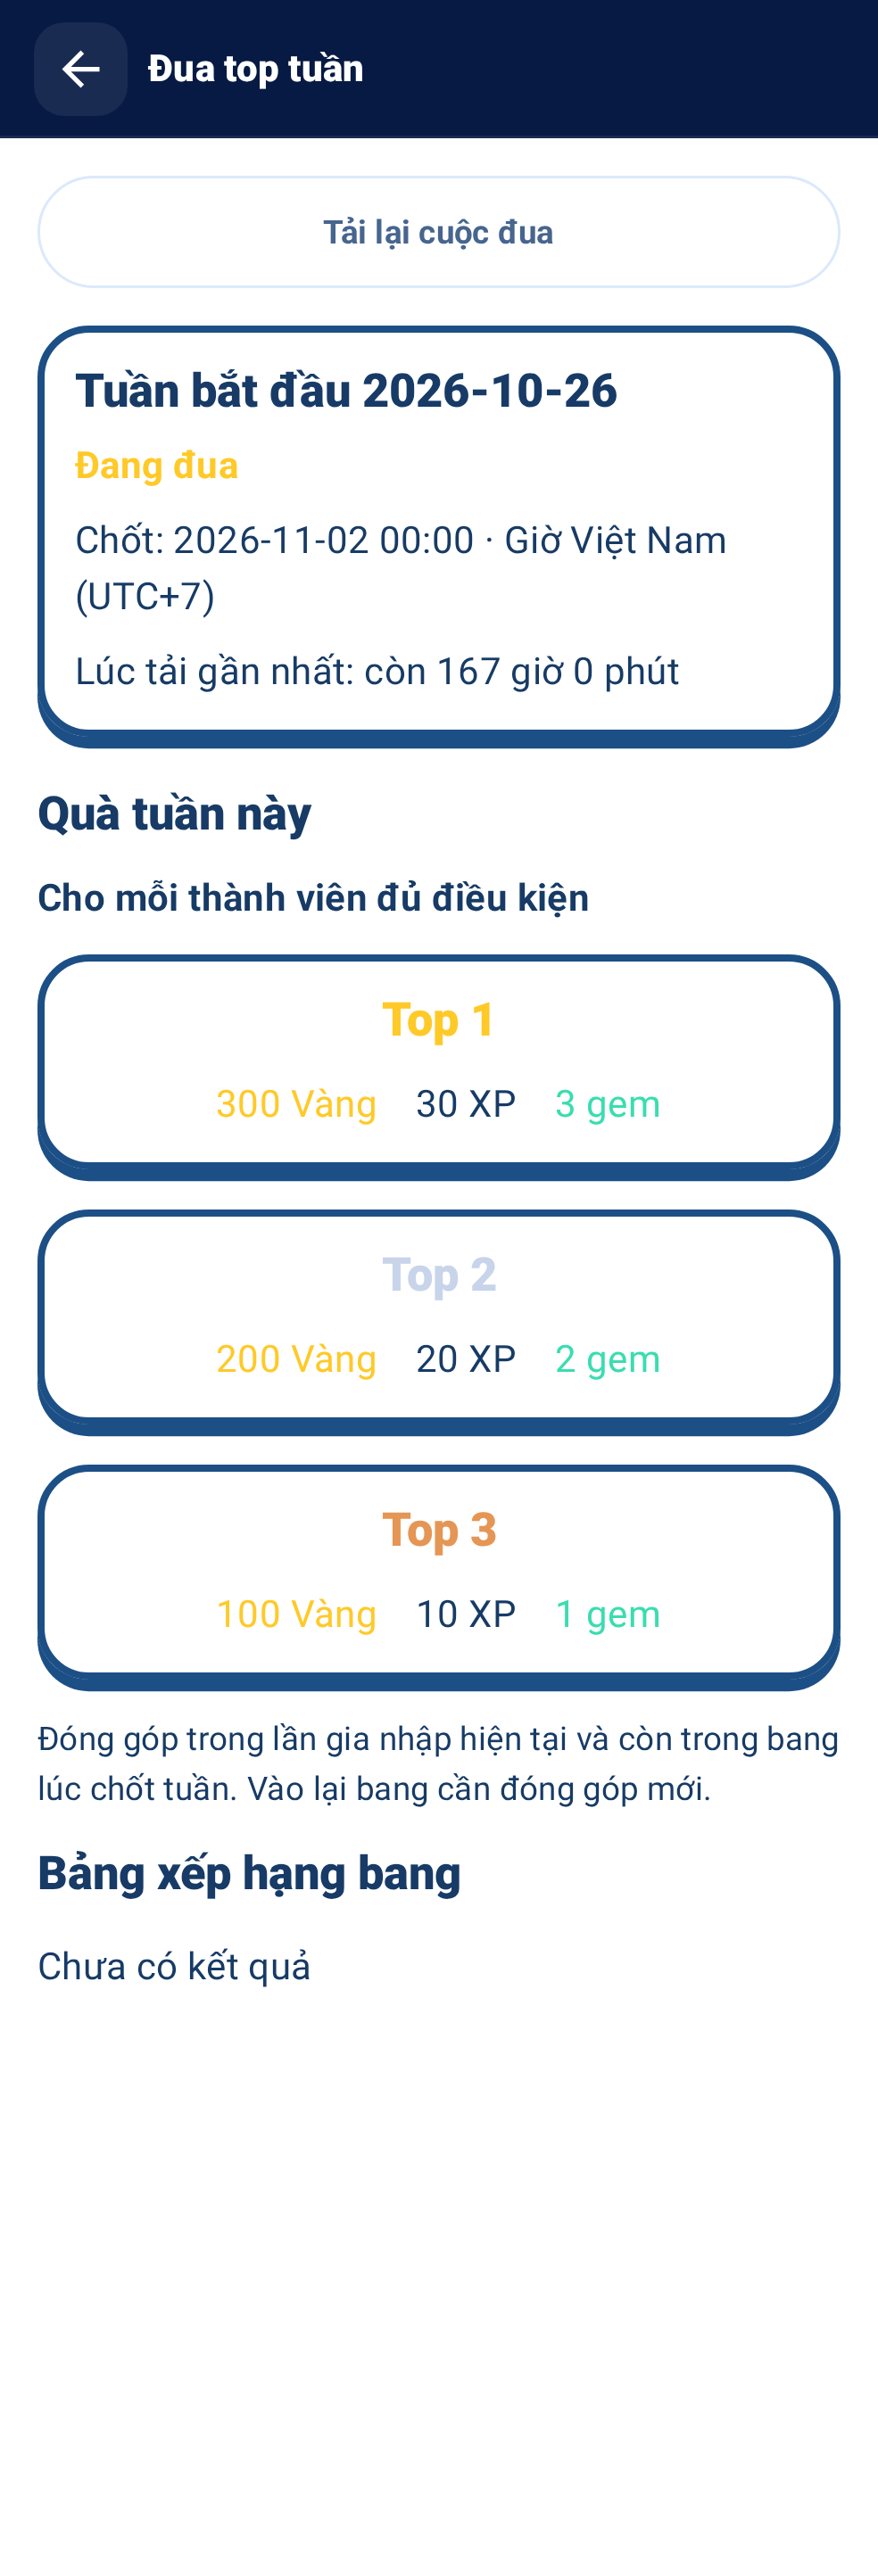 Đua top tuần
Tải lại cuộc đua
Tuần bắt đầu 2026-10-26
Đang đua
Chốt: 2026-11-02 00:00 · Giờ Việt Nam
(UTC+7)
Lúc tải gần nhất: còn 167 giờ 0 phút
Quà tuần này
Cho mỗi thành viên đủ điều kiện
Top 1
300 Vàng 30 XP 3 gem
Top 2
200 Vàng 20 XP 2 gem
Top 3
100 Vàng 10 XP 1 gem
Đóng góp trong lần gia nhập hiện tại và còn trong bang
lúc chốt tuần. Vào lại bang cần đóng góp mới.
Bảng xếp hạng bang
Chưa có kết quả